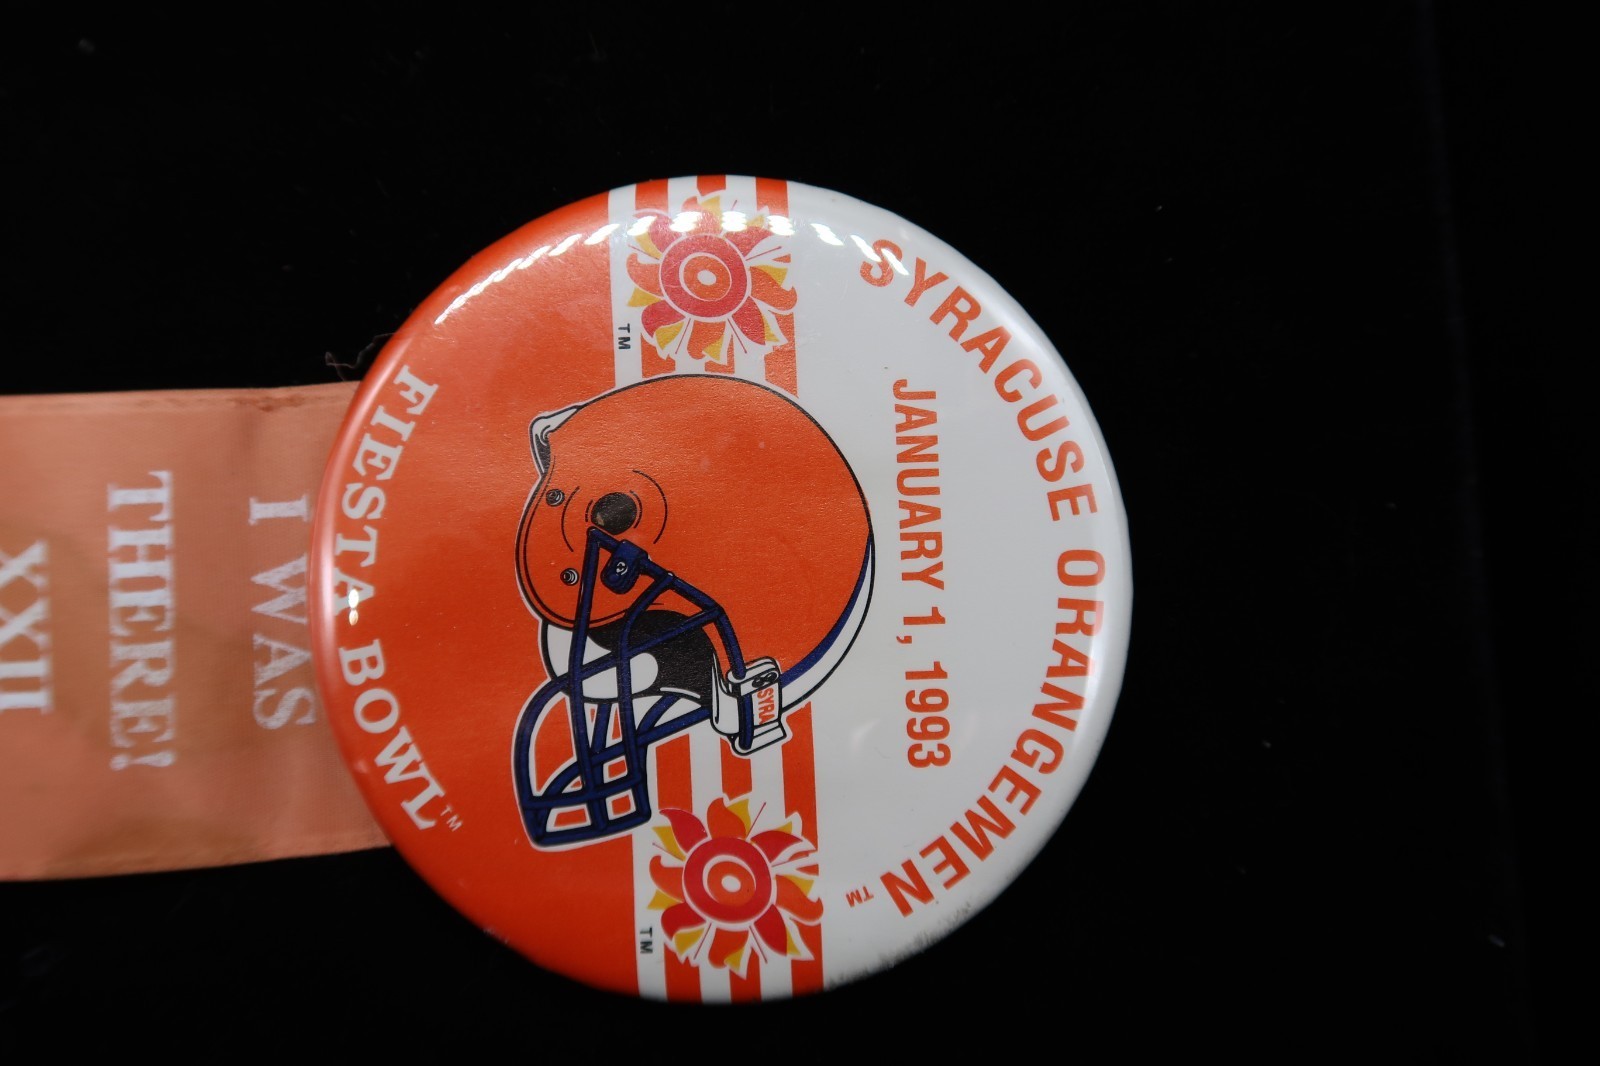 SYRACUSE ORANGEMEN™
JANUARY 1, 1993
TM
TM
SYRA
FIESTA BOWL™
I WAS
THERE!
XXII